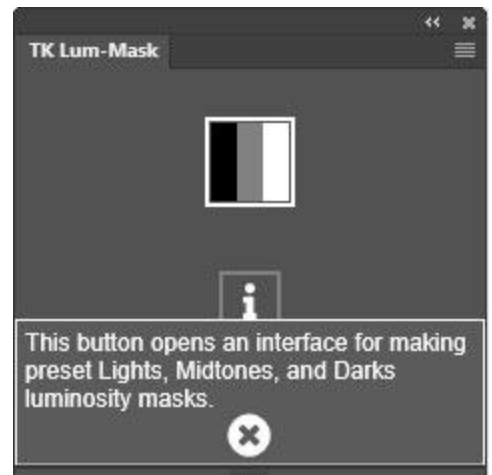 TK Lum-Mask
i
This button opens an interface for making
preset Lights, Midtones, and Darks
luminosity masks.